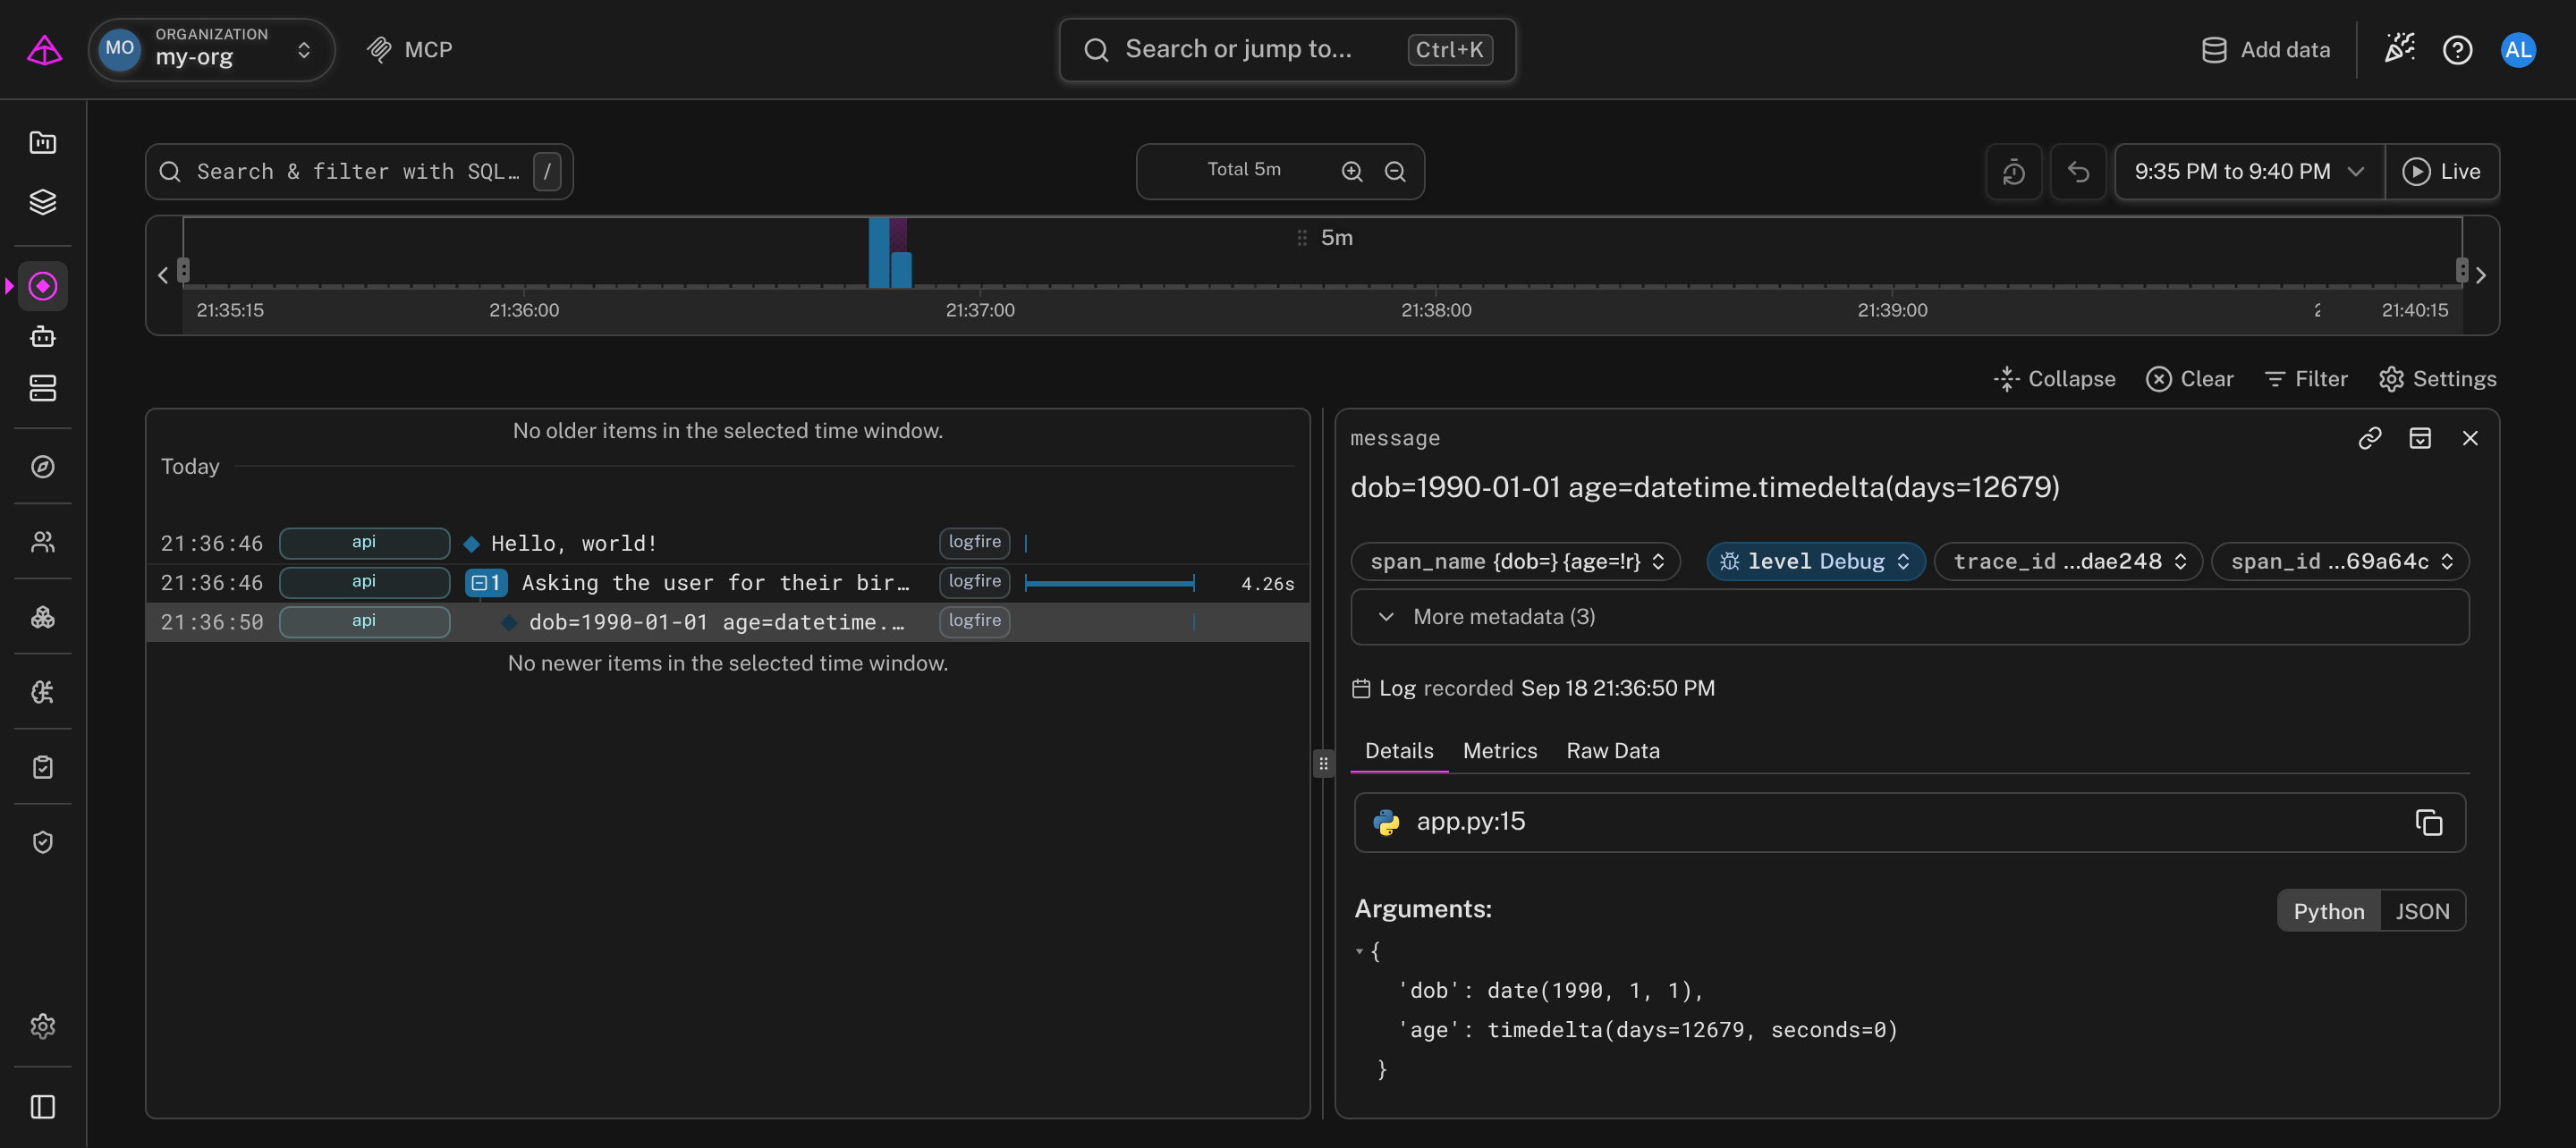 MO ORGANIZATION my-org MCP Search or jump to... Ctrl+K Add data AL
Search & filter with SQL… / Total 5m 9:35 PM to 9:40 PM Live
5m
21:35:15 21:36:00 21:37:00 21:38:00 21:39:00 21:40:15
Collapse Clear Filter Settings
No older items in the selected time window.
Today
21:36:46 api Hello, world! logfire
21:36:46 api 1 Asking the user for their bir… logfire 4.26s
21:36:50 api dob=1990-01-01 age=datetime.… logfire
No newer items in the selected time window.
message
dob=1990-01-01 age=datetime.timedelta(days=12679)
span_name {dob=} {age=!r} level Debug trace_id ...dae248 span_id ...69a64c
More metadata (3)
Log recorded Sep 18 21:36:50 PM
Details Metrics Raw Data
app.py:15
Arguments: Python JSON
{
'dob': date(1990, 1, 1),
'age': timedelta(days=12679, seconds=0)
}